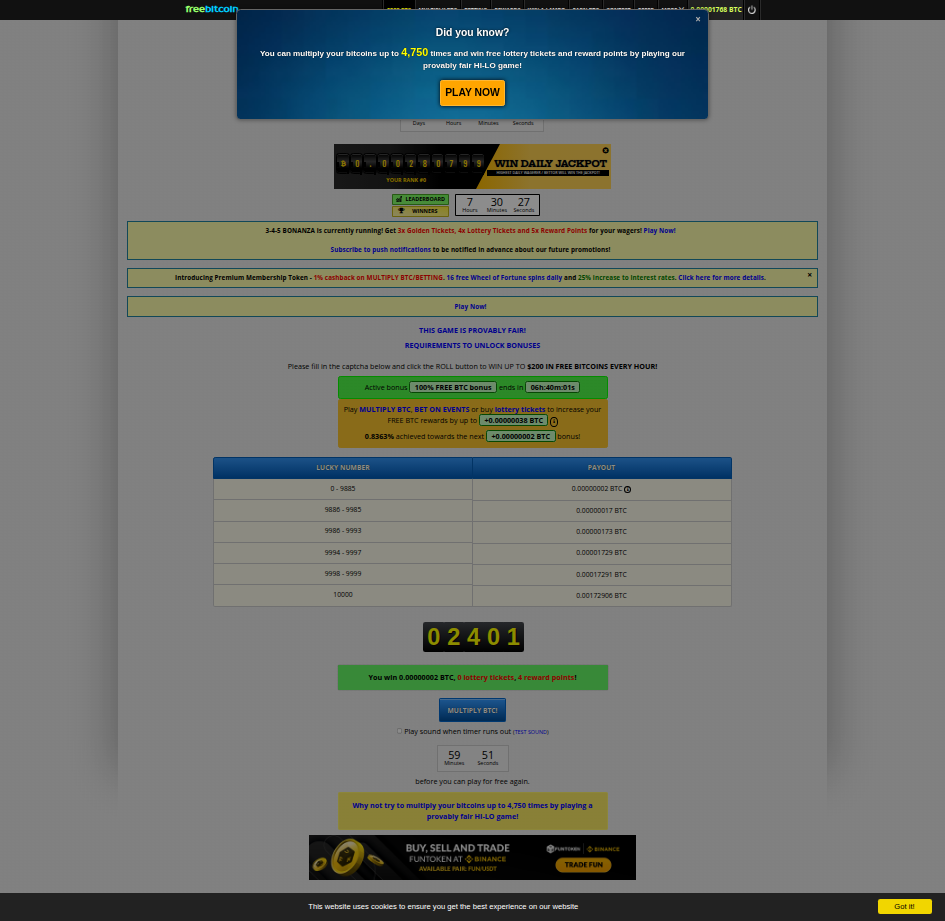 freebitcoin
0.00001768 BTC
×
Did you know?
You can multiply your bitcoins up to 4,750 times and win free lottery tickets and reward points by playing our
provably fair HI-LO game!
PLAY NOW
Days Hours Minutes Seconds
0 . 0 0 2 8 0 7 9 9
YOUR RANK #0
WIN DAILY JACKPOT
LEADERBOARD
WINNERS
7 30 27
Hours Minutes Seconds
3-4-5 BONANZA is currently running! Get 3x Golden Tickets, 4x Lottery Tickets and 5x Reward Points for your wagers! Play Now!
Subscribe to push notifications to be notified in advance about our future promotions!
Introducing Premium Membership Token - 1% cashback on MULTIPLY BTC/BETTING. 16 free Wheel of Fortune spins daily and 25% increase to interest rates. Click here for more details.
×
Play Now!
THIS GAME IS PROVABLY FAIR!
REQUIREMENTS TO UNLOCK BONUSES
Please fill in the captcha below and click the ROLL button to WIN UP TO $200 IN FREE BITCOINS EVERY HOUR!
Active bonus 100% FREE BTC bonus ends in 06h:40m:01s
Play MULTIPLY BTC, BET ON EVENTS or buy lottery tickets to increase your
FREE BTC rewards by up to +0.00000038 BTC
0.8363% achieved towards the next +0.00000002 BTC bonus!
LUCKY NUMBER PAYOUT
0 - 9885 0.00000002 BTC
9886 - 9985 0.00000017 BTC
9986 - 9993 0.00000173 BTC
9994 - 9997 0.00001729 BTC
9998 - 9999 0.00017291 BTC
10000 0.00172906 BTC
02401
You win 0.00000002 BTC, 0 lottery tickets, 4 reward points!
MULTIPLY BTC!
Play sound when timer runs out (TEST SOUND)
59 51
Minutes Seconds
before you can play for free again.
Why not try to multiply your bitcoins up to 4,750 times by playing a
provably fair HI-LO game!
BUY, SELL AND TRADE
FUNTOKEN AT BINANCE
AVAILABLE PAIR: FUN/USDT
FUNTOKEN BINANCE
TRADE FUN
This website uses cookies to ensure you get the best experience on our website
Got it!